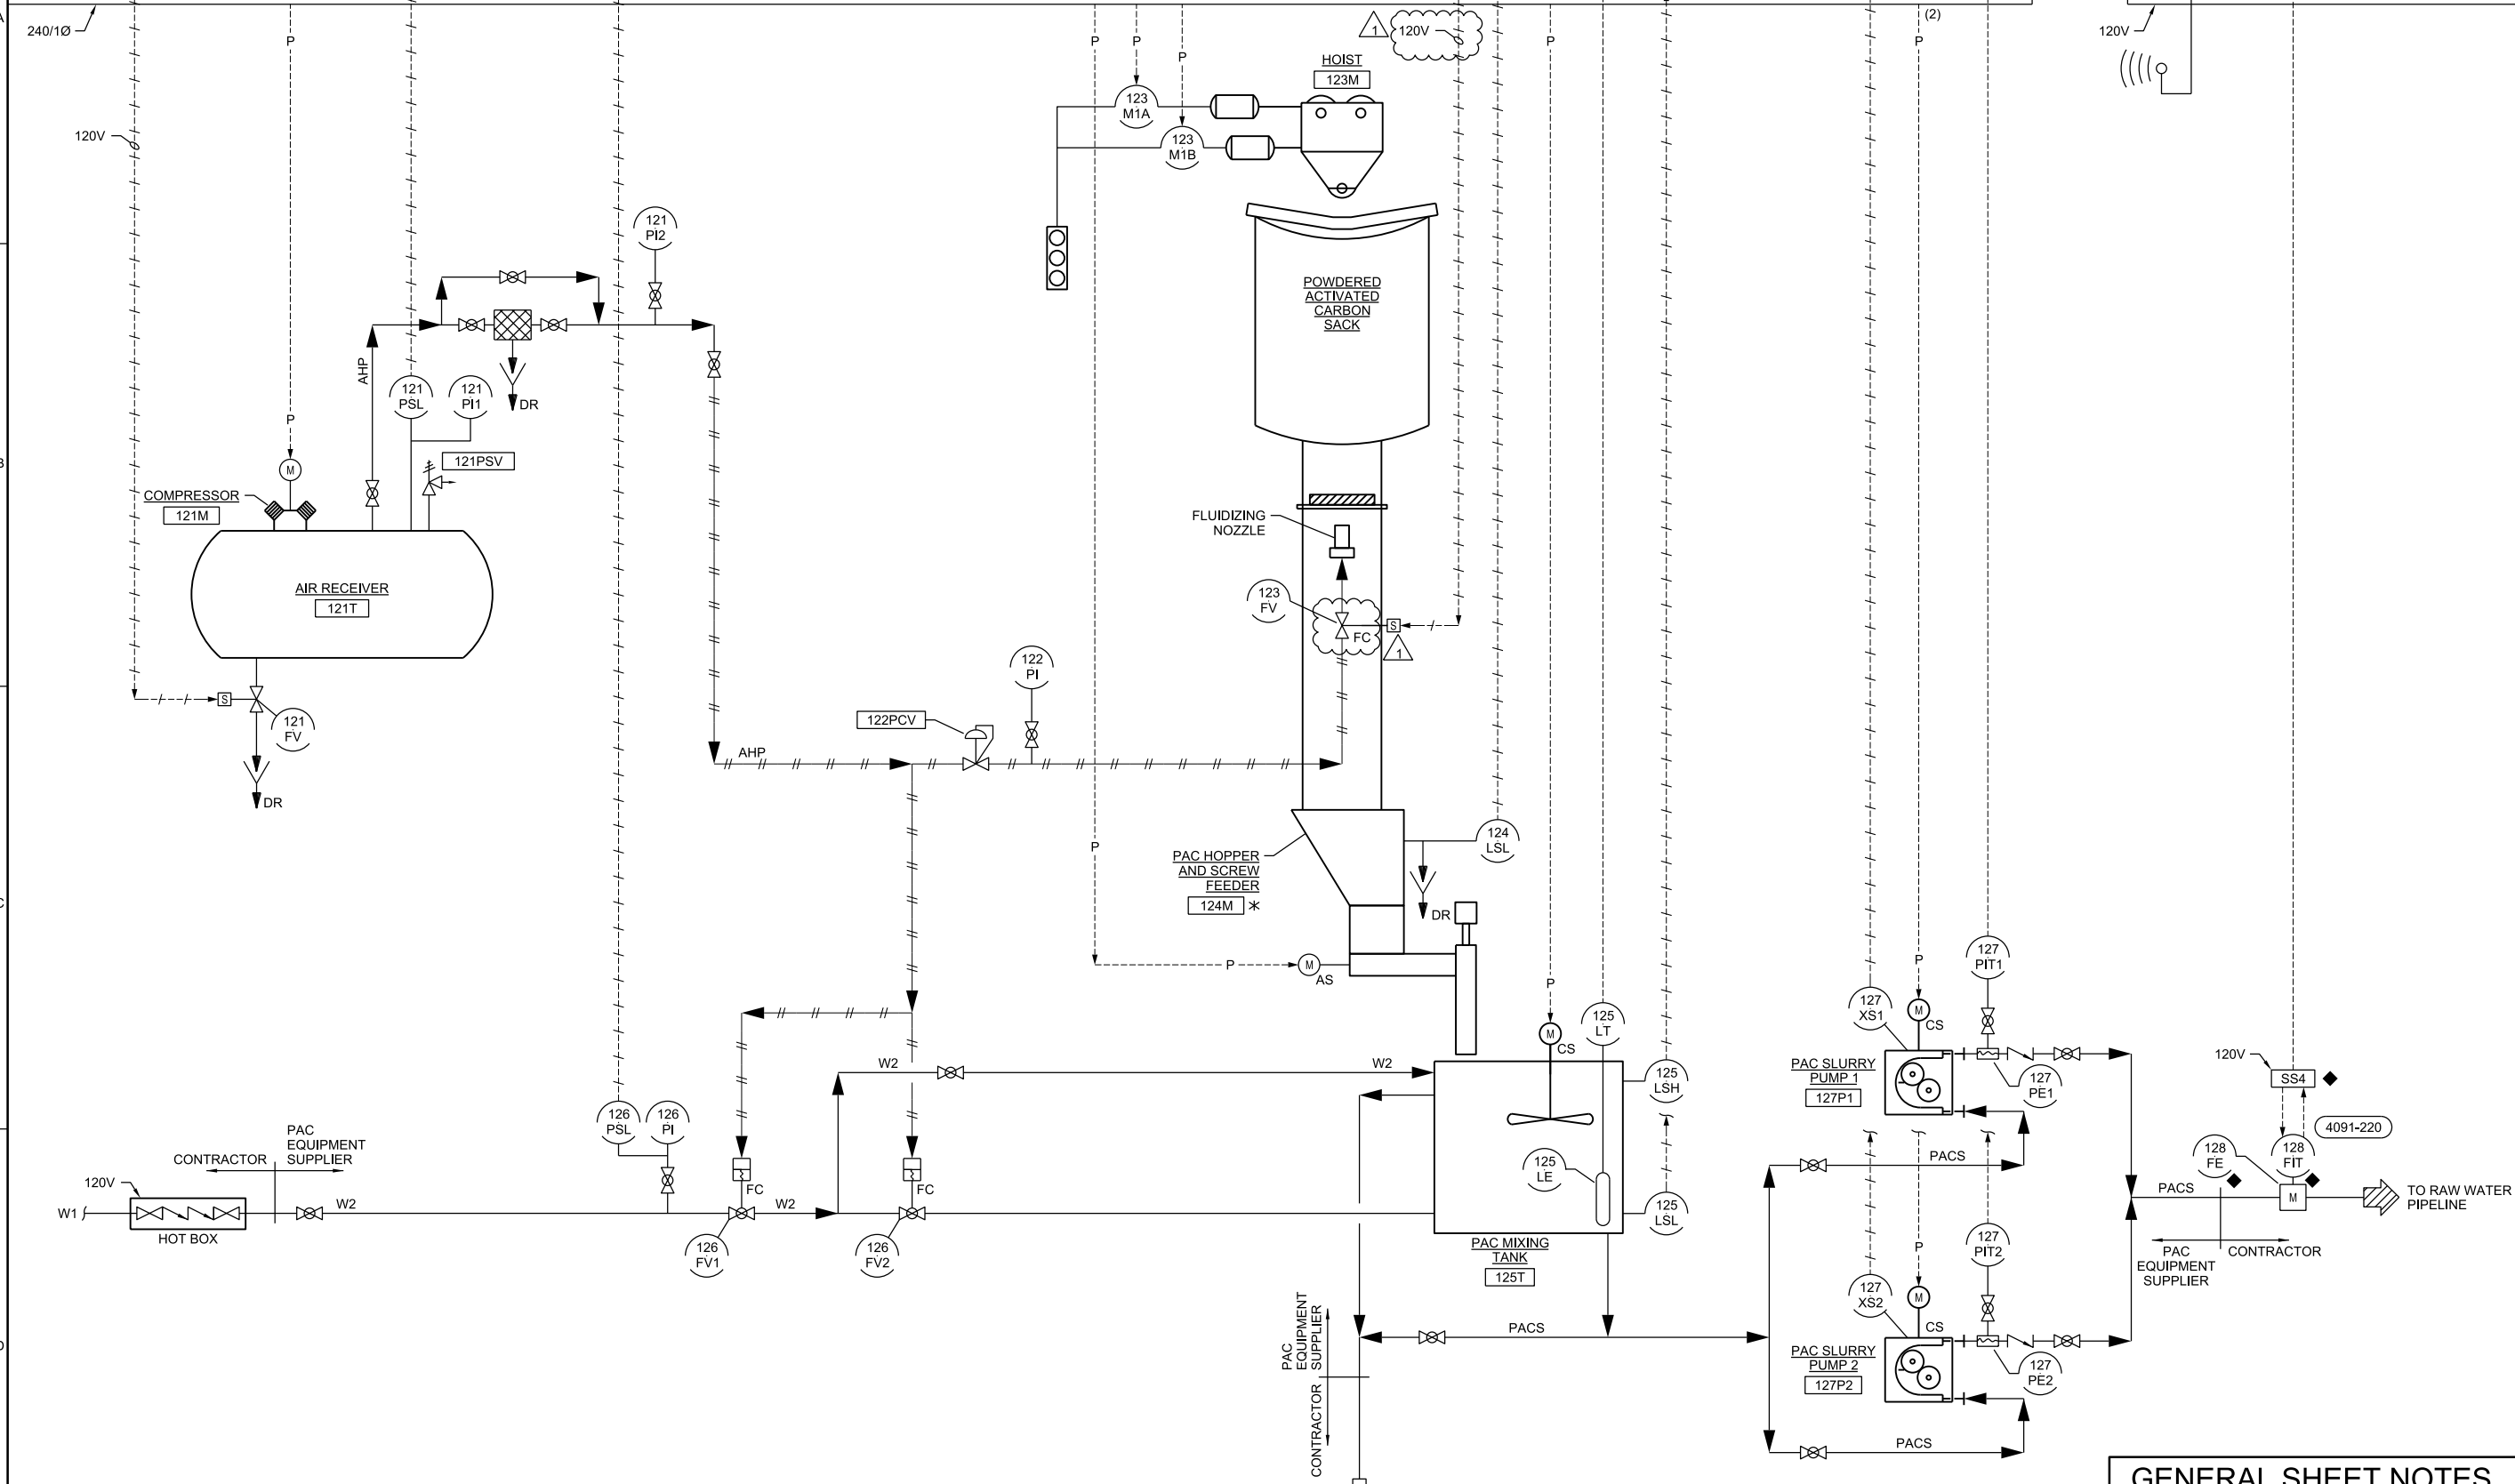 A
240/1Ø
P
P
P
P
1
120V
P
(2)
P
120V
HOIST
123M
123
M1A
123
M1B
120V
121
PI2
POWDERED
ACTIVATED
CARBON
SACK
AHP
121
PSL
121
PI1
DR
P
M
121PSV
COMPRESSOR
121M
B
FLUIDIZING
NOZZLE
AIR RECEIVER
121T
123
FV
FC
S
1
122
PI
S
121
FV
122PCV
AHP
DR
124
LSL
P
PAC HOPPER
AND SCREW
FEEDER
124M *
DR
C
P
M
AS
P
127
PIT1
P
127
XS1
M
CS
125
LT
M
CS
W2
W2
125
LSH
PAC SLURRY
PUMP 1
127P1
127
PE1
120V
SS4
4091-220
126
PSL
126
PI
PAC
EQUIPMENT
SUPPLIER
CONTRACTOR
120V
W1
HOT BOX
W2
FC
W2
FC
126
FV1
126
FV2
125
LE
125
LSL
PAC MIXING
TANK
125T
PACS
128
FE
128
FIT
PACS
M
TO RAW WATER
PIPELINE
PAC
EQUIPMENT
SUPPLIER
CONTRACTOR
127
PIT2
P
127
XS2
M
CS
PAC
EQUIPMENT
SUPPLIER
CONTRACTOR
PACS
PAC SLURRY
PUMP 2
127P2
127
PE2
D
PACS
GENERAL SHEET NOTES